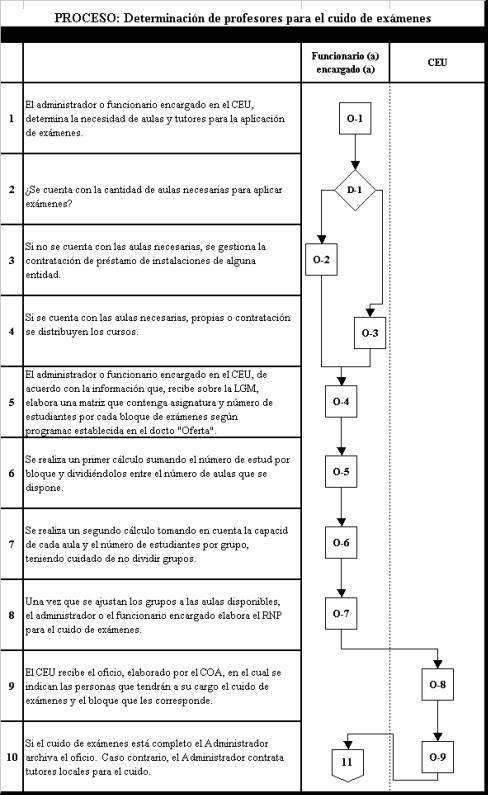 PROCESO: Determinación de profesores para el cuido de exámenes
Funcionario (a)
encargado (a)
CEU
1
El administrador o funcionario encargado en el CEU,
determina la necesidad de aulas y tutores para la aplicación
de exámenes.
O-1
2
¿Se cuenta con la cantidad de aulas necesarias para aplicar
exámenes?
D-1
3
Si no se cuenta con las aulas necesarias, se gestiona la
contratación de préstamo de instalaciones de alguna
entidad.
O-2
4
Si se cuenta con las aulas necesarias, propias o contratación
se distribuyen los cursos.
O-3
5
El administrador o funcionario encargado en el CEU, de
acuerdo con la información que, recibe sobre la LGM,
elabora una matriz que contenga asignatura y número de
estudiantes por cada bloque de exámenes según
programac establecida en el docto "Oferta".
O-4
6
Se realiza un primer cálculo sumando el número de estud por
bloque y dividiéndolos entre el número de aulas que se
dispone.
O-5
7
Se realiza un segundo cálculo tomando en cuenta la capacid
de cada aula y el número de estudiantes por grupo,
teniendo cuidado de no dividir grupos.
O-6
8
Una vez que se ajustan los grupos a las aulas disponibles,
el administrador o el funcionario encargado elabora el RNP
para el cuido de exámenes.
O-7
9
El CEU recibe el oficio, elaborado por el COA, en el cual se
indican las personas que tendrán a su cargo el cuido de
exámenes y el bloque que les corresponde.
O-8
10
Si el cuido de exámenes está completo el Administrador
archiva el oficio. Caso contrario, el Administrador contrata
tutores locales para el cuido.
11
O-9